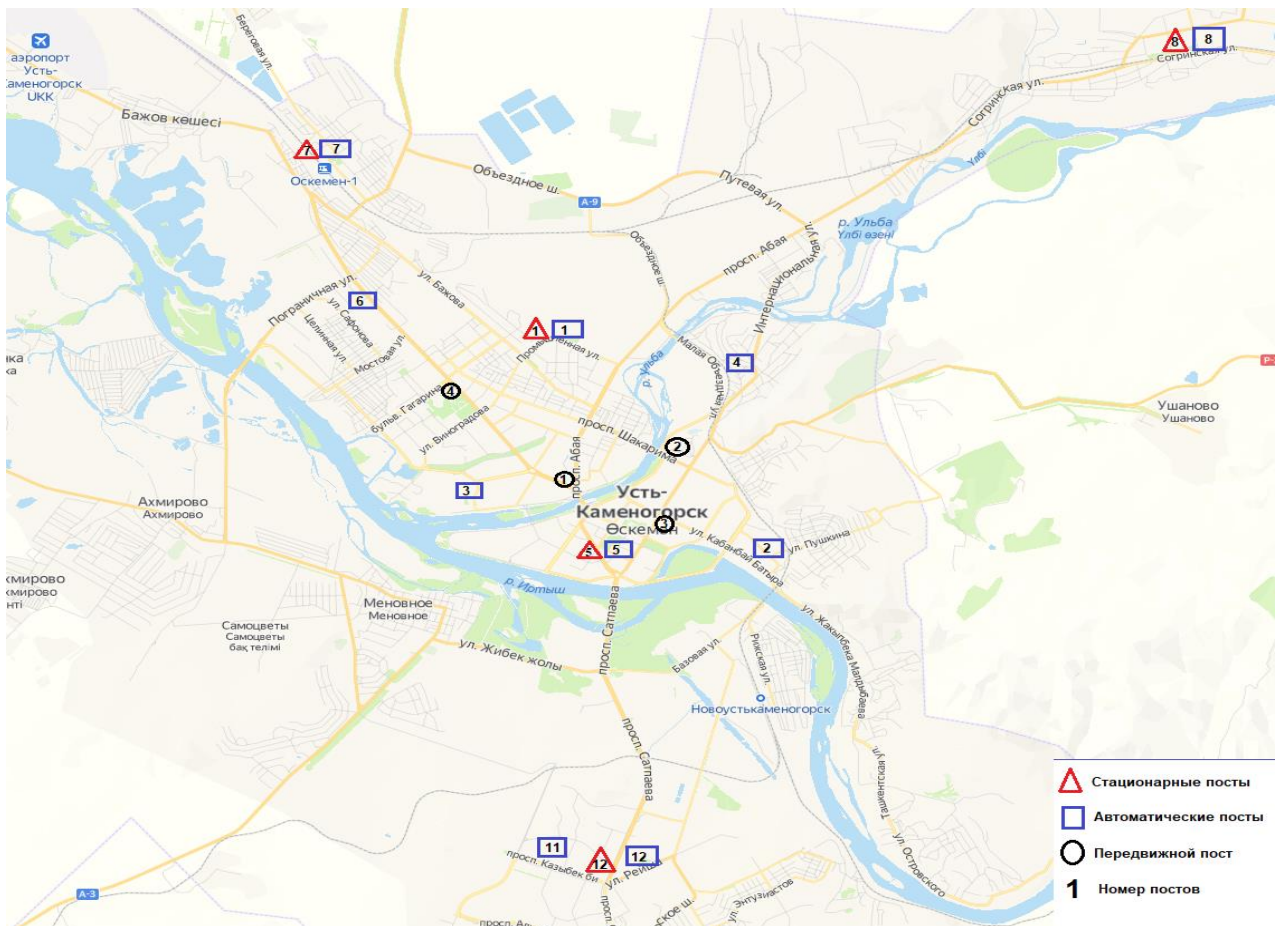 Береговая ул.
8
8
Согринская ул.
аэропорт
Усть-
Каменогорск
UKK
Бажов көшесі
Согринская ул.
7
7
Оскемен-1
Үлбі
Объездное ш.
А-9
Путевая ул.
р. Ульба
Үлбі өзені
Объездное ш.
просп. Абая
Интернациональная ул.
ул. Бажова
Пограничная ул.
6
ул. Сафонова
Целинная ул.
Мостовая ул.
1
1
Промышленная ул.
р. Ульба
Малая Объездная ул.
4
4
бульв. Гагарина
ул. Виноградова
Ушаново
Ушаново
просп. Шакарима
2
просп. Абая
1
3
Усть-
Каменогорск
Өскемен
3
Ахмирово
Ахмирово
5
5
ул. Кабанбай Батыра
2
ул. Пушкина
р. Иртыш
Меновное
Меновное
Самоцветы
Самоцветы
бақ телімі
ул. Жибек жолы
просп. Сатпаева
Базовая ул.
Рижская ул.
ул. Жакыпбека Малдыбаева
Новоустькаменогорск
просп. Сатпаева
Ташкентская ул.
ул. Островского
11
12
12
просп. Казыбек би
ул. Рейша
ул. Энтузиастов
А-3
Стационарные посты
Автоматические посты
Передвижной пост
1 Номер постов